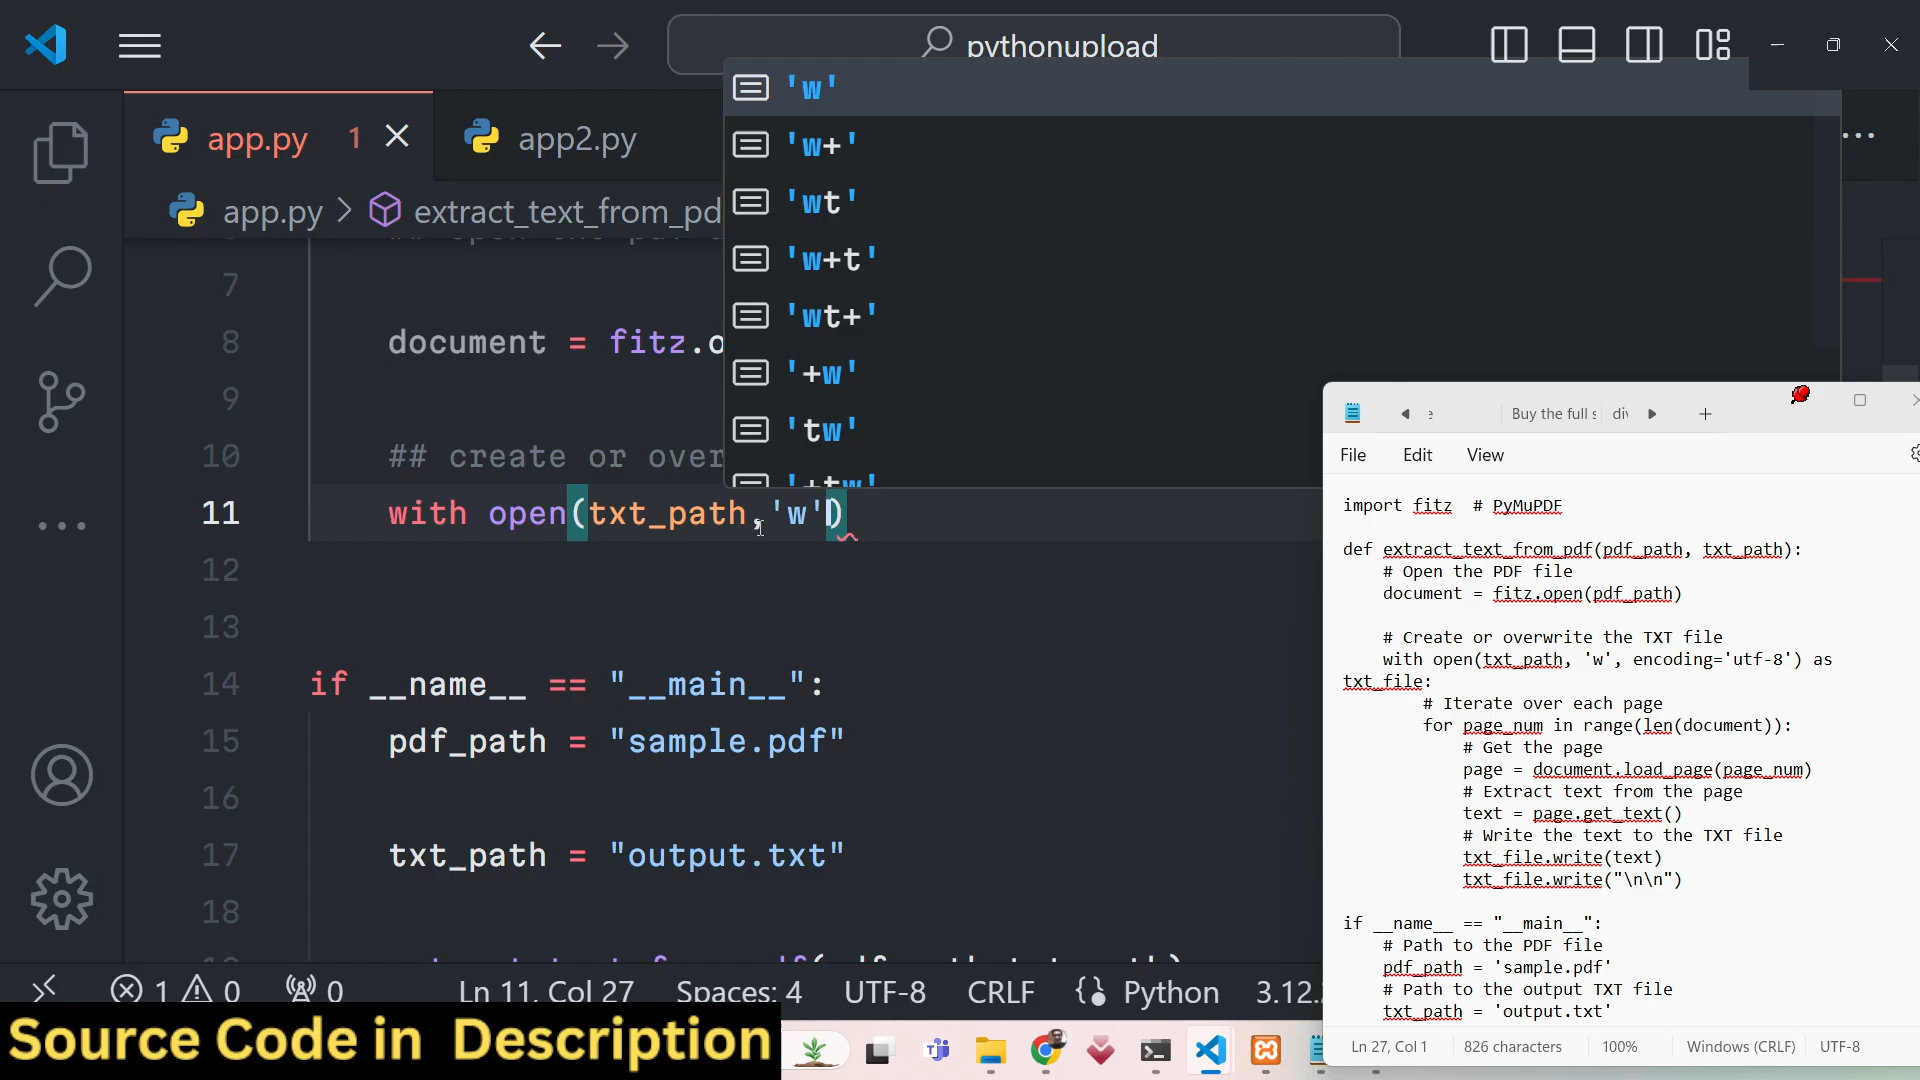 pythonupload
app.py 1
app2.py
app.py > extract_text_from_pd
'w'
'w+'
'wt'
'w+t'
'wt+'
'+w'
'tw'
'+tw'
7
8 document = fitz.o
9
10 ## create or over
11 with open(txt_path,'w')
12
13
14 if __name__ == "__main__":
15 pdf_path = "sample.pdf"
16
17 txt_path = "output.txt"
18
1 0 0
Ln 11, Col 27
Spaces: 4
UTF-8
CRLF
Python
3.12.
Source Code in Description
e
Buy the full s
div
File Edit View
import fitz # PyMuPDF
def extract_text_from_pdf(pdf_path, txt_path):
# Open the PDF file
document = fitz.open(pdf_path)
# Create or overwrite the TXT file
with open(txt_path, 'w', encoding='utf-8') as
txt_file:
# Iterate over each page
for page_num in range(len(document)):
# Get the page
page = document.load_page(page_num)
# Extract text from the page
text = page.get_text()
# Write the text to the TXT file
txt_file.write(text)
txt_file.write("\n\n")
if __name__ == "__main__":
# Path to the PDF file
pdf_path = 'sample.pdf'
# Path to the output TXT file
txt_path = 'output.txt'
Ln 27, Col 1
826 characters
100%
Windows (CRLF)
UTF-8